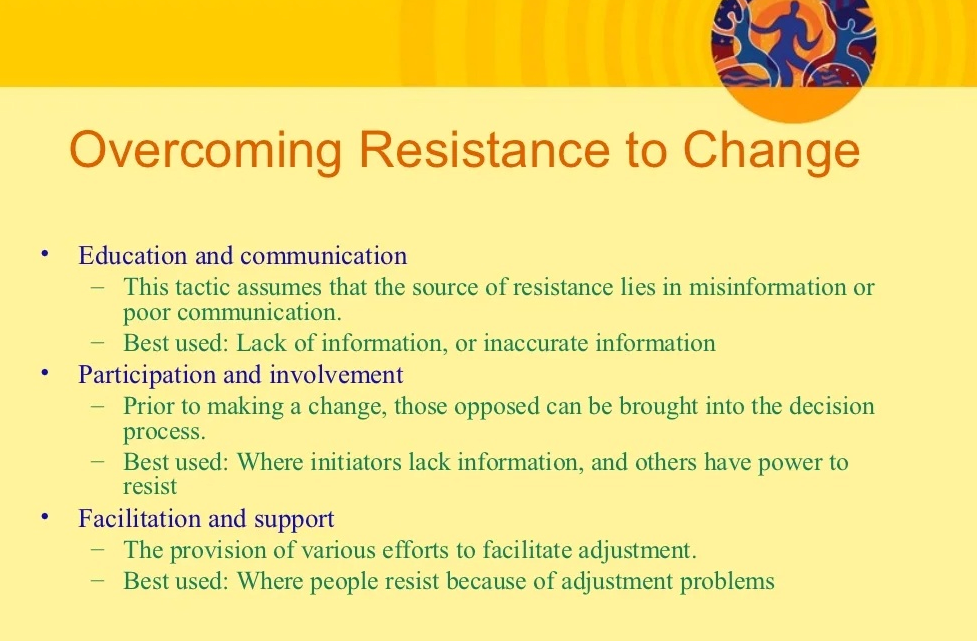 Overcoming Resistance to Change
• Education and communication
– This tactic assumes that the source of resistance lies in misinformation or
poor communication.
– Best used: Lack of information, or inaccurate information
• Participation and involvement
– Prior to making a change, those opposed can be brought into the decision
process.
– Best used: Where initiators lack information, and others have power to
resist
• Facilitation and support
– The provision of various efforts to facilitate adjustment.
– Best used: Where people resist because of adjustment problems